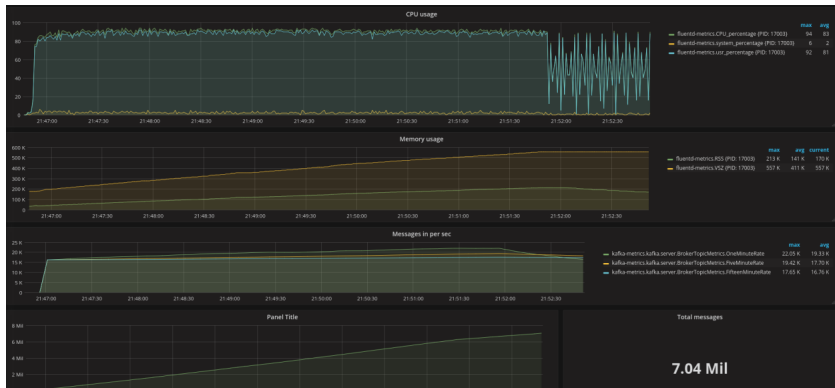 CPU usage
max avg
100
fluentd-metrics.CPU_percentage (PID: 17003) 94 83
80
fluentd-metrics.system_percentage (PID: 17003) 6 2
60
fluentd-metrics.usr_percentage (PID: 17003) 92 81
40
20
0
21:47:00 21:47:30 21:48:00 21:48:30 21:49:00 21:49:30 21:50:00 21:50:30 21:51:00 21:51:30 21:52:00 21:52:30
Memory usage
600 K
max avg current
500 K
fluentd-metrics.RSS (PID: 17003) 213 K 141 K 170 K
400 K
fluentd-metrics.VSZ (PID: 17003) 557 K 411 K 557 K
300 K
200 K
100 K
0
21:47:00 21:47:30 21:48:00 21:48:30 21:49:00 21:49:30 21:50:00 21:50:30 21:51:00 21:51:30 21:52:00 21:52:30
Messages in per sec
25 K
max avg
20 K
kafka-metrics.kafka.server.BrokerTopicMetrics.OneMinuteRate 22.05 K 19.33 K
15 K
kafka-metrics.kafka.server.BrokerTopicMetrics.FiveMinuteRate 19.42 K 17.70 K
10 K
kafka-metrics.kafka.server.BrokerTopicMetrics.FifteenMinuteRate 17.65 K 16.76 K
5 K
0
21:47:00 21:47:30 21:48:00 21:48:30 21:49:00 21:49:30 21:50:00 21:50:30 21:51:00 21:51:30 21:52:00 21:52:30
Panel Title
Total messages
8 Mil
6 Mil
4 Mil
2 Mil
7.04 Mil